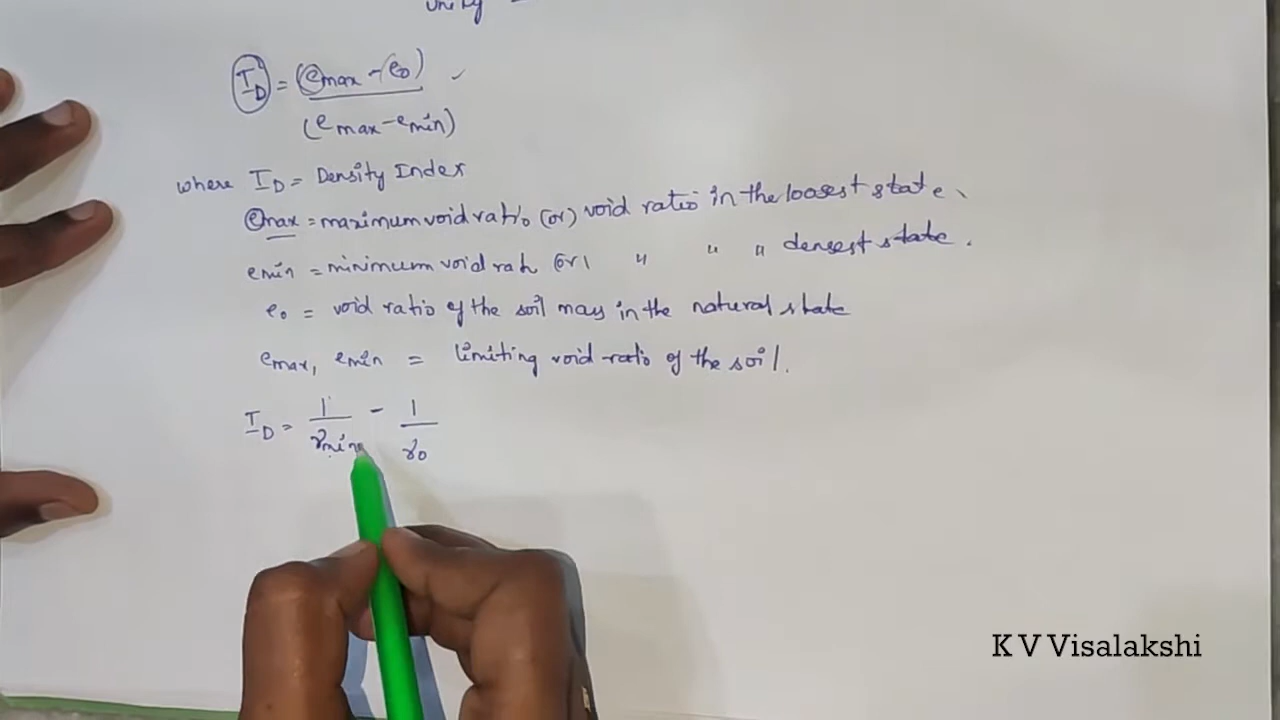 unity
I_D = (e_max - e_0) / (e_max - e_min)
where I_D = Density Index
e_max = maximum void ratio (or) void ratio in the loosest state.
e_min = minimum void rat (or) " " " densest state.
e_0 = void ratio of the soil mass in the natural state
e_max, e_min = limiting void ratio of the soil.
I_D = 1/γ_min - 1/γ_0
K V Visalakshi